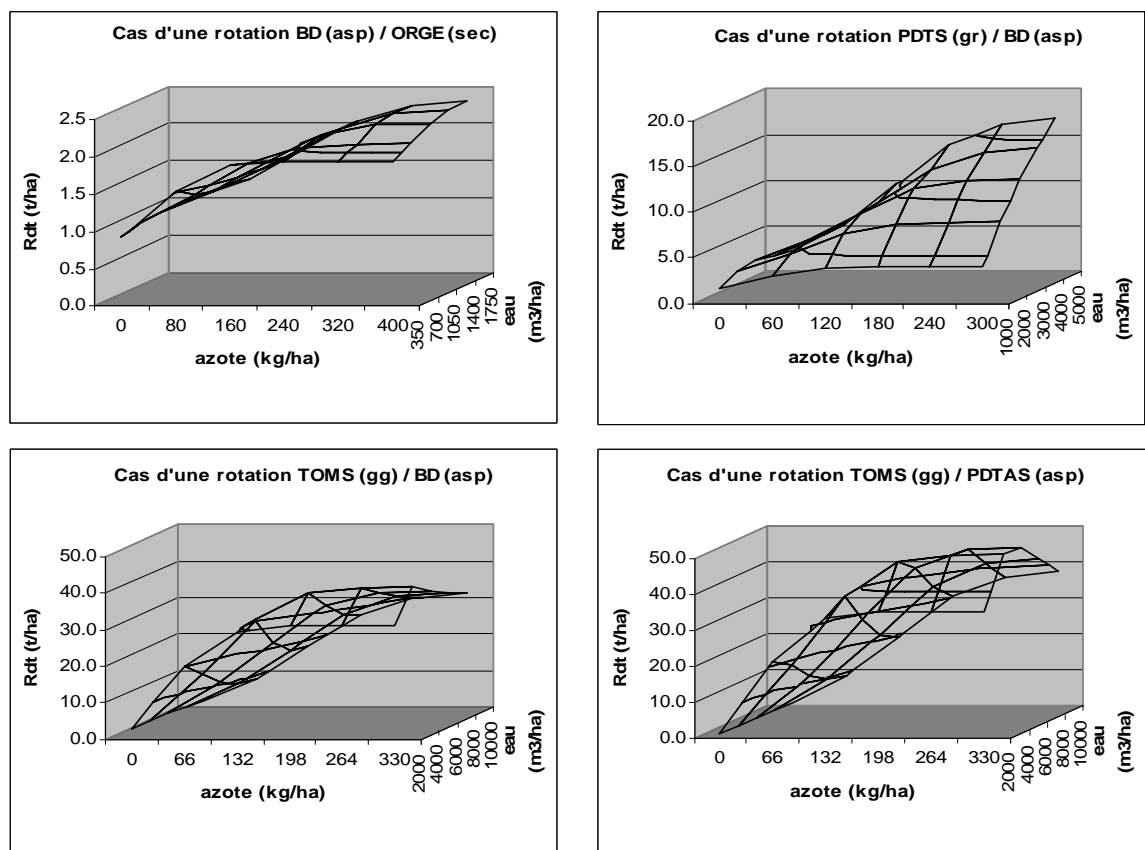 Cas d'une rotation BD (asp) / ORGE (sec)
2.5
2.0
1.5
1.0
0.5
0.0
Rdt (t/ha)
0 80 160 240 320 400
azote (kg/ha)
350
700
1050
1400
1750
eau
(m3/ha)
Cas d'une rotation PDTS (gr) / BD (asp)
20.0
15.0
10.0
5.0
0.0
Rdt (t/ha)
0 60 120 180 240 300
azote (kg/ha)
1000
2000
3000
4000
5000
eau
(m3/ha)
Cas d'une rotation TOMS (gg) / BD (asp)
50.0
40.0
30.0
20.0
10.0
0.0
Rdt (t/ha)
0 66 132 198 264 330
azote (kg/ha)
2000
4000
6000
8000
10000
eau
(m3/ha)
Cas d'une rotation TOMS (gg) / PDTAS (asp)
50.0
40.0
30.0
20.0
10.0
0.0
Rdt (t/ha)
0 66 132 198 264 330
azote (kg/ha)
2000
4000
6000
8000
10000
eau
(m3/ha)